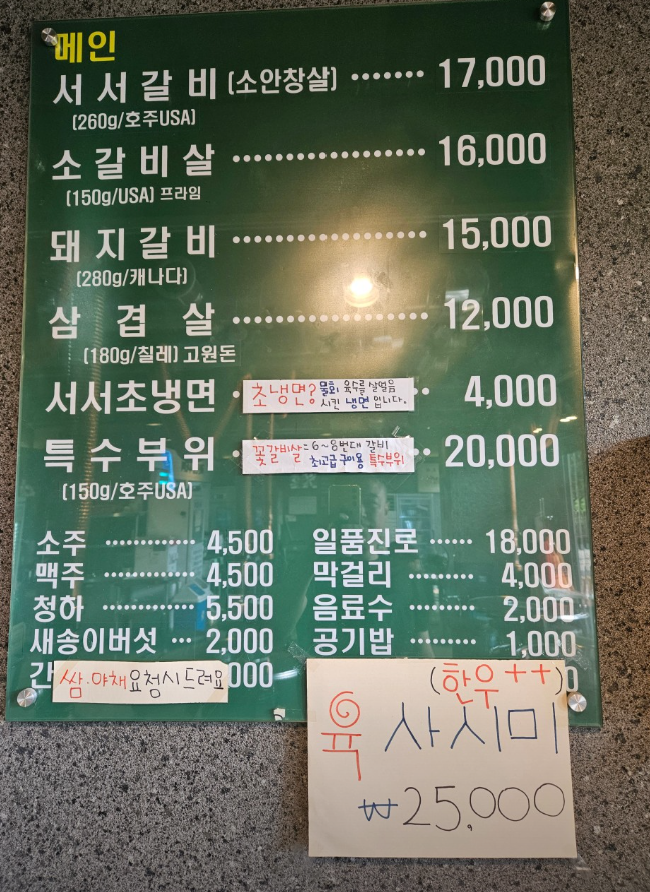 메인
서서갈비 (소안창살) ······· 17,000
(260g/호주USA)
소갈비살 ·················· 16,000
(150g/USA) 프라임
돼지갈비 ·················· 15,000
(280g/캐나다)
삼겹살 ·················· 12,000
(180g/칠레) 고원돈
서서초냉면 · 초냉면? 물회 육수를 살얼음 시킨 냉면 입니다. · 4,000
특수부위 · 꽃갈비살=6~8번대 갈비 최고급 구이용 특수부위 ·· 20,000
(150g/호주USA)
소주 ············ 4,500
맥주 ············ 4,500
청하 ············ 5,500
새송이버섯 ··· 2,000
간 쌈·야채 요청시 드려요 000
일품진로 ······ 18,000
막걸리 ········· 4,000
음료수 ········· 2,000
공기밥 ········· 1,000
(한우++)
육 사시미
₩25,000